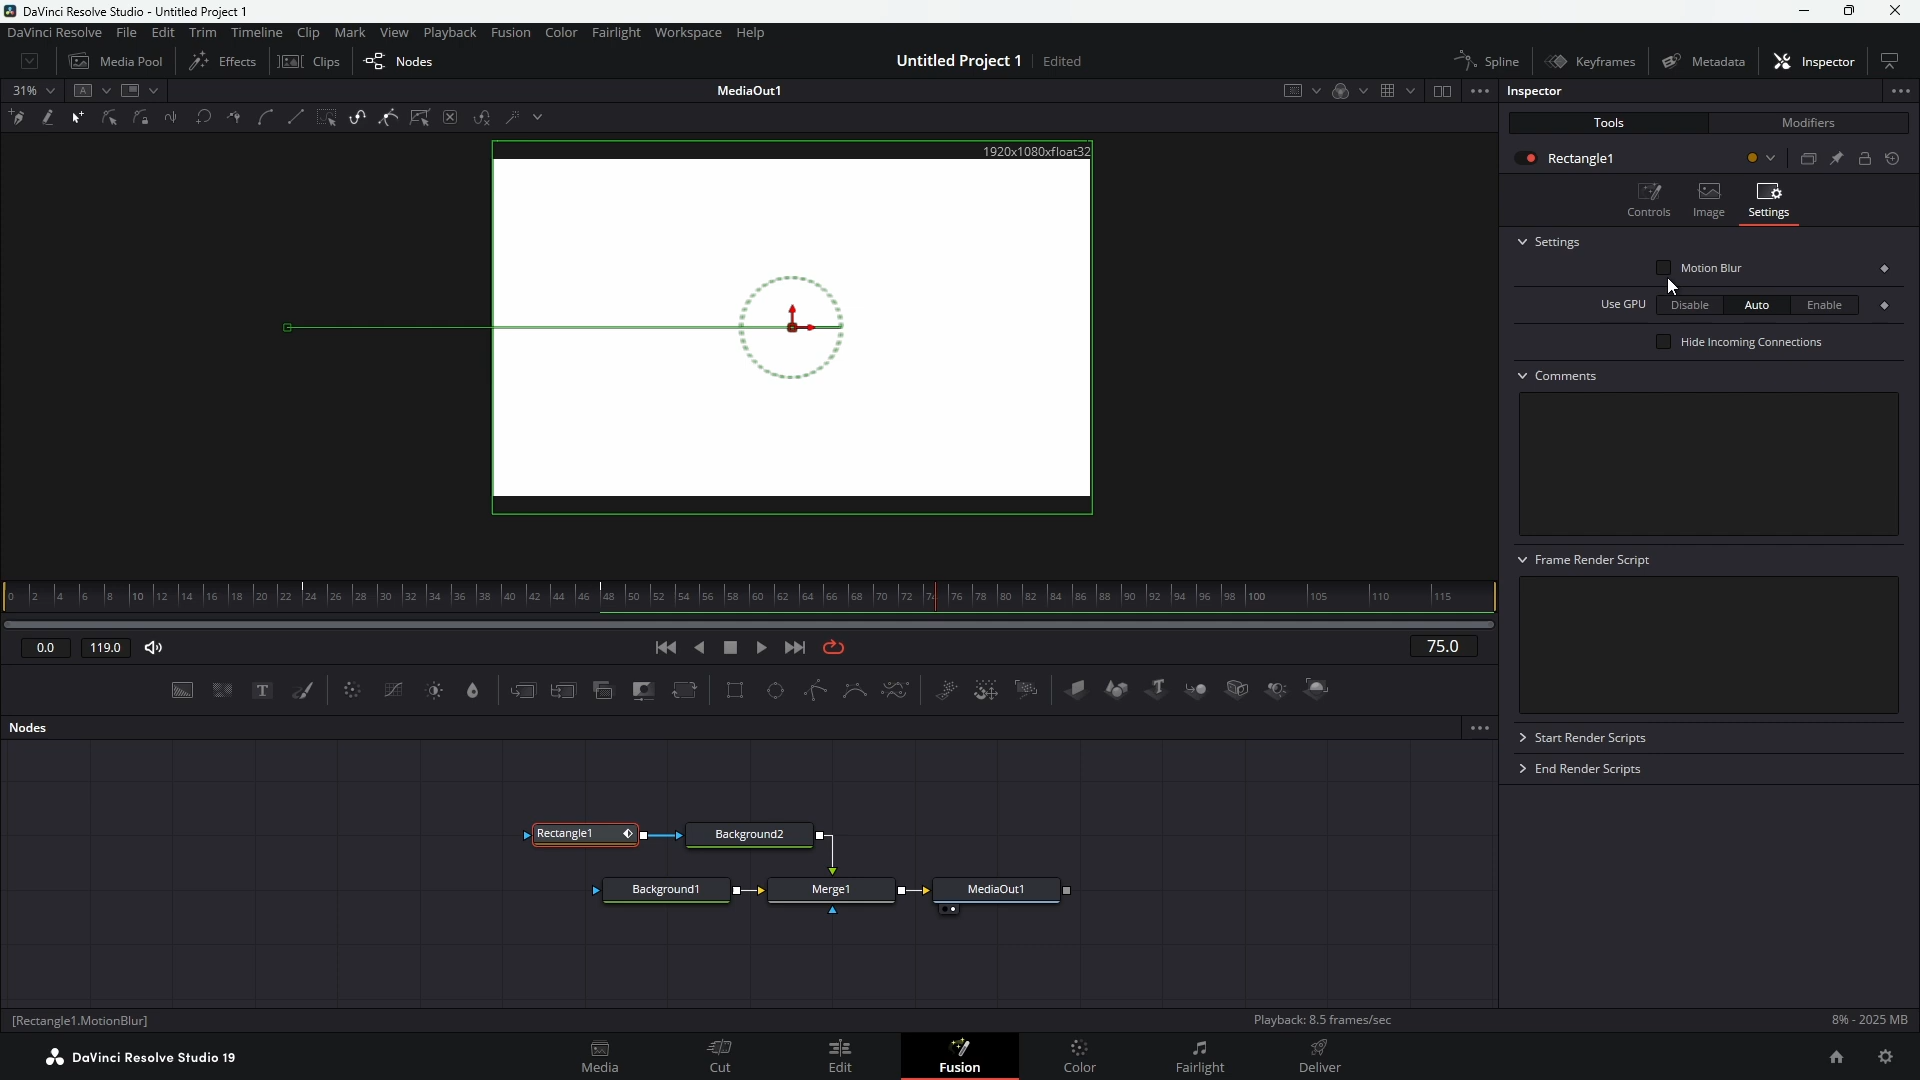 DaVinci Resolve Studio - Untitled Project 1
DaVinci Resolve File Edit Trim Timeline Clip Mark View Playback Fusion Color Fairlight Workspace Help
Media Pool Effects Clips Nodes Untitled Project 1 Edited Spline Keyframes Metadata Inspector
31% A MediaOut1 Inspector
Tools Modifiers
1920x1080xfloat32
Rectangle1
Controls Image Settings
Settings
Motion Blur
Use GPU Disable Auto Enable
Hide Incoming Connections
Comments
Frame Render Script
0 2 4 6 8 10 12 14 16 18 20 22 24 26 28 30 32 34 36 38 40 42 44 46 48 50 52 54 56 58 60 62 64 66 68 70 72 74 76 78 80 82 84 86 88 90 92 94 96 98 100 105 110 115
0.0 119.0 75.0
T
Nodes
Start Render Scripts
End Render Scripts
Rectangle1 Background2
Background1 Merge1 MediaOut1
[Rectangle1.MotionBlur] Playback: 8.5 frames/sec 8% - 2025 MB
DaVinci Resolve Studio 19 Media Cut Edit Fusion Color Fairlight Deliver